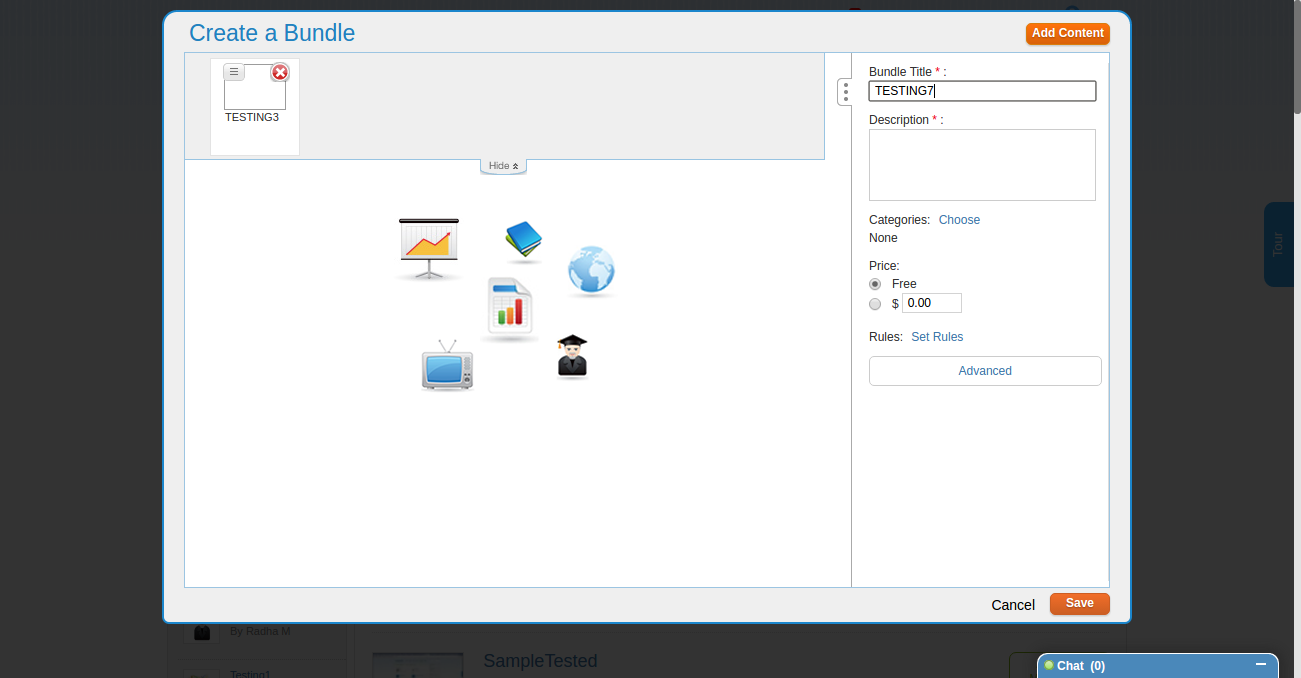 Create a Bundle
Add Content
TESTING3
Hide
Bundle Title * :
TESTING7
Description * :
Categories: Choose
None
Price:
Free
$ 0.00
Rules: Set Rules
Advanced
Cancel
Save
Tour
By Radha M
SampleTested
Testing1
Chat (0)